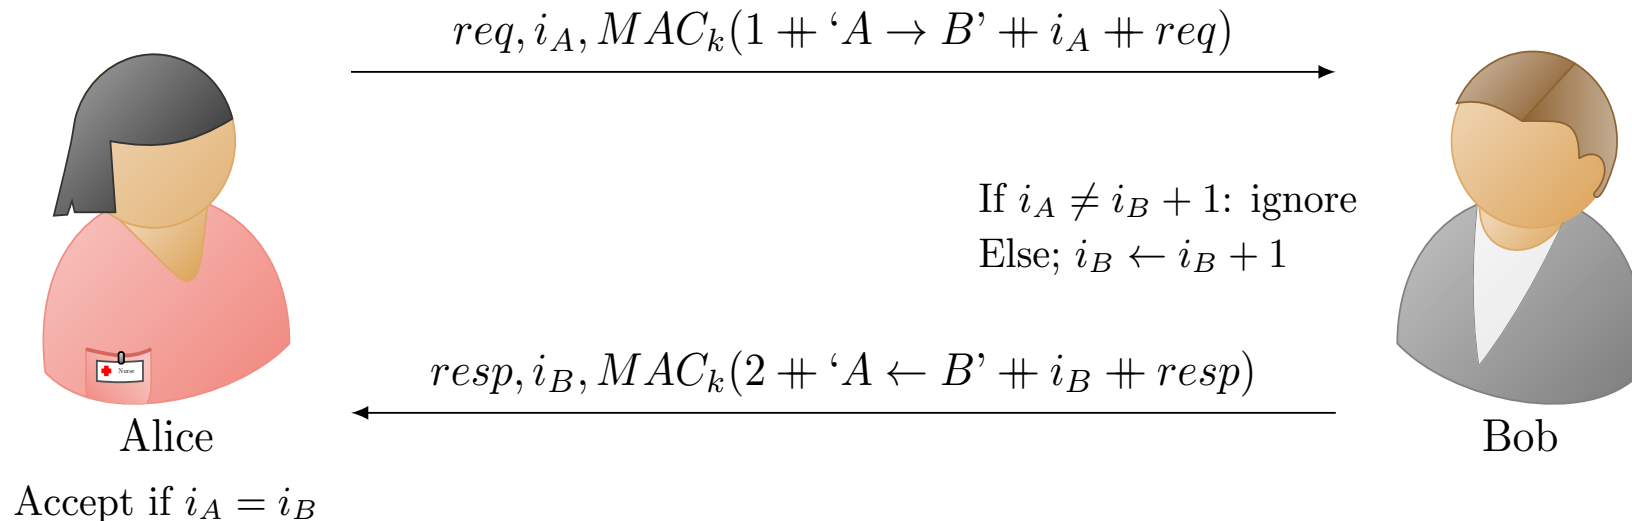 req, i_A, MAC_k(1 ⧺ ‘A → B’ ⧺ i_A ⧺ req)
If i_A ≠ i_B + 1: ignore
Else; i_B ← i_B + 1
resp, i_B, MAC_k(2 ⧺ ‘A ← B’ ⧺ i_B ⧺ resp)
Nurse
Alice
Bob
Accept if i_A = i_B